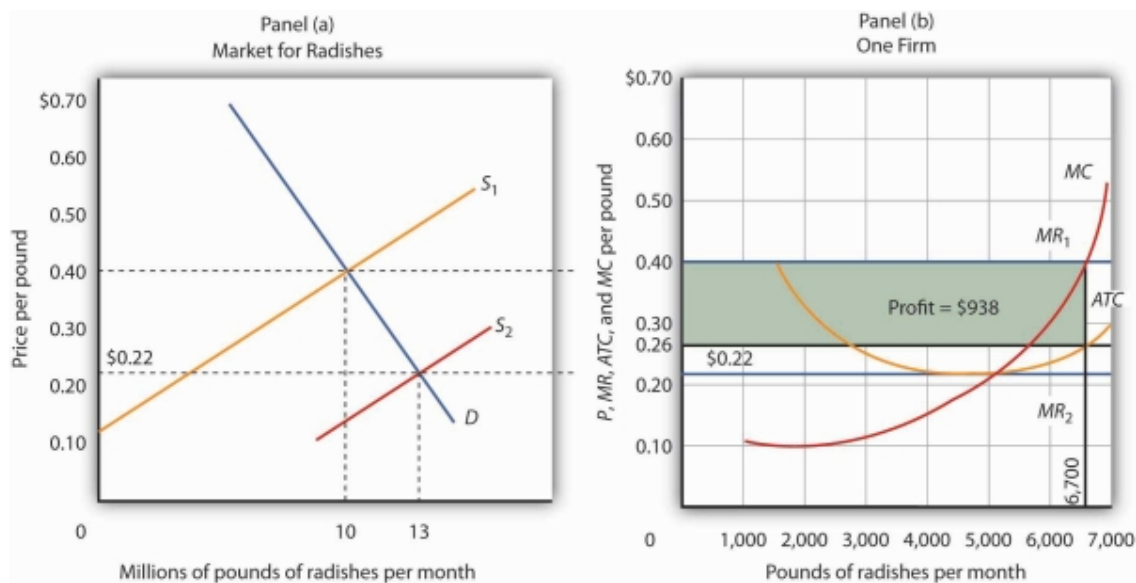 Panel (a)
Market for Radishes
Price per pound
$0.70
0.60
0.50
0.40
0.30
$0.22
0.20
0.10
0
S1
S2
D
10
13
Millions of pounds of radishes per month
Panel (b)
One Firm
P, MR, ATC, and MC per pound
$0.70
0.60
0.50
0.40
0.30
0.26
$0.22
0.20
0.10
MC
MR1
ATC
Profit = $938
MR2
6,700
0
1,000
2,000
3,000
4,000
5,000
6,000
7,000
Pounds of radishes per month